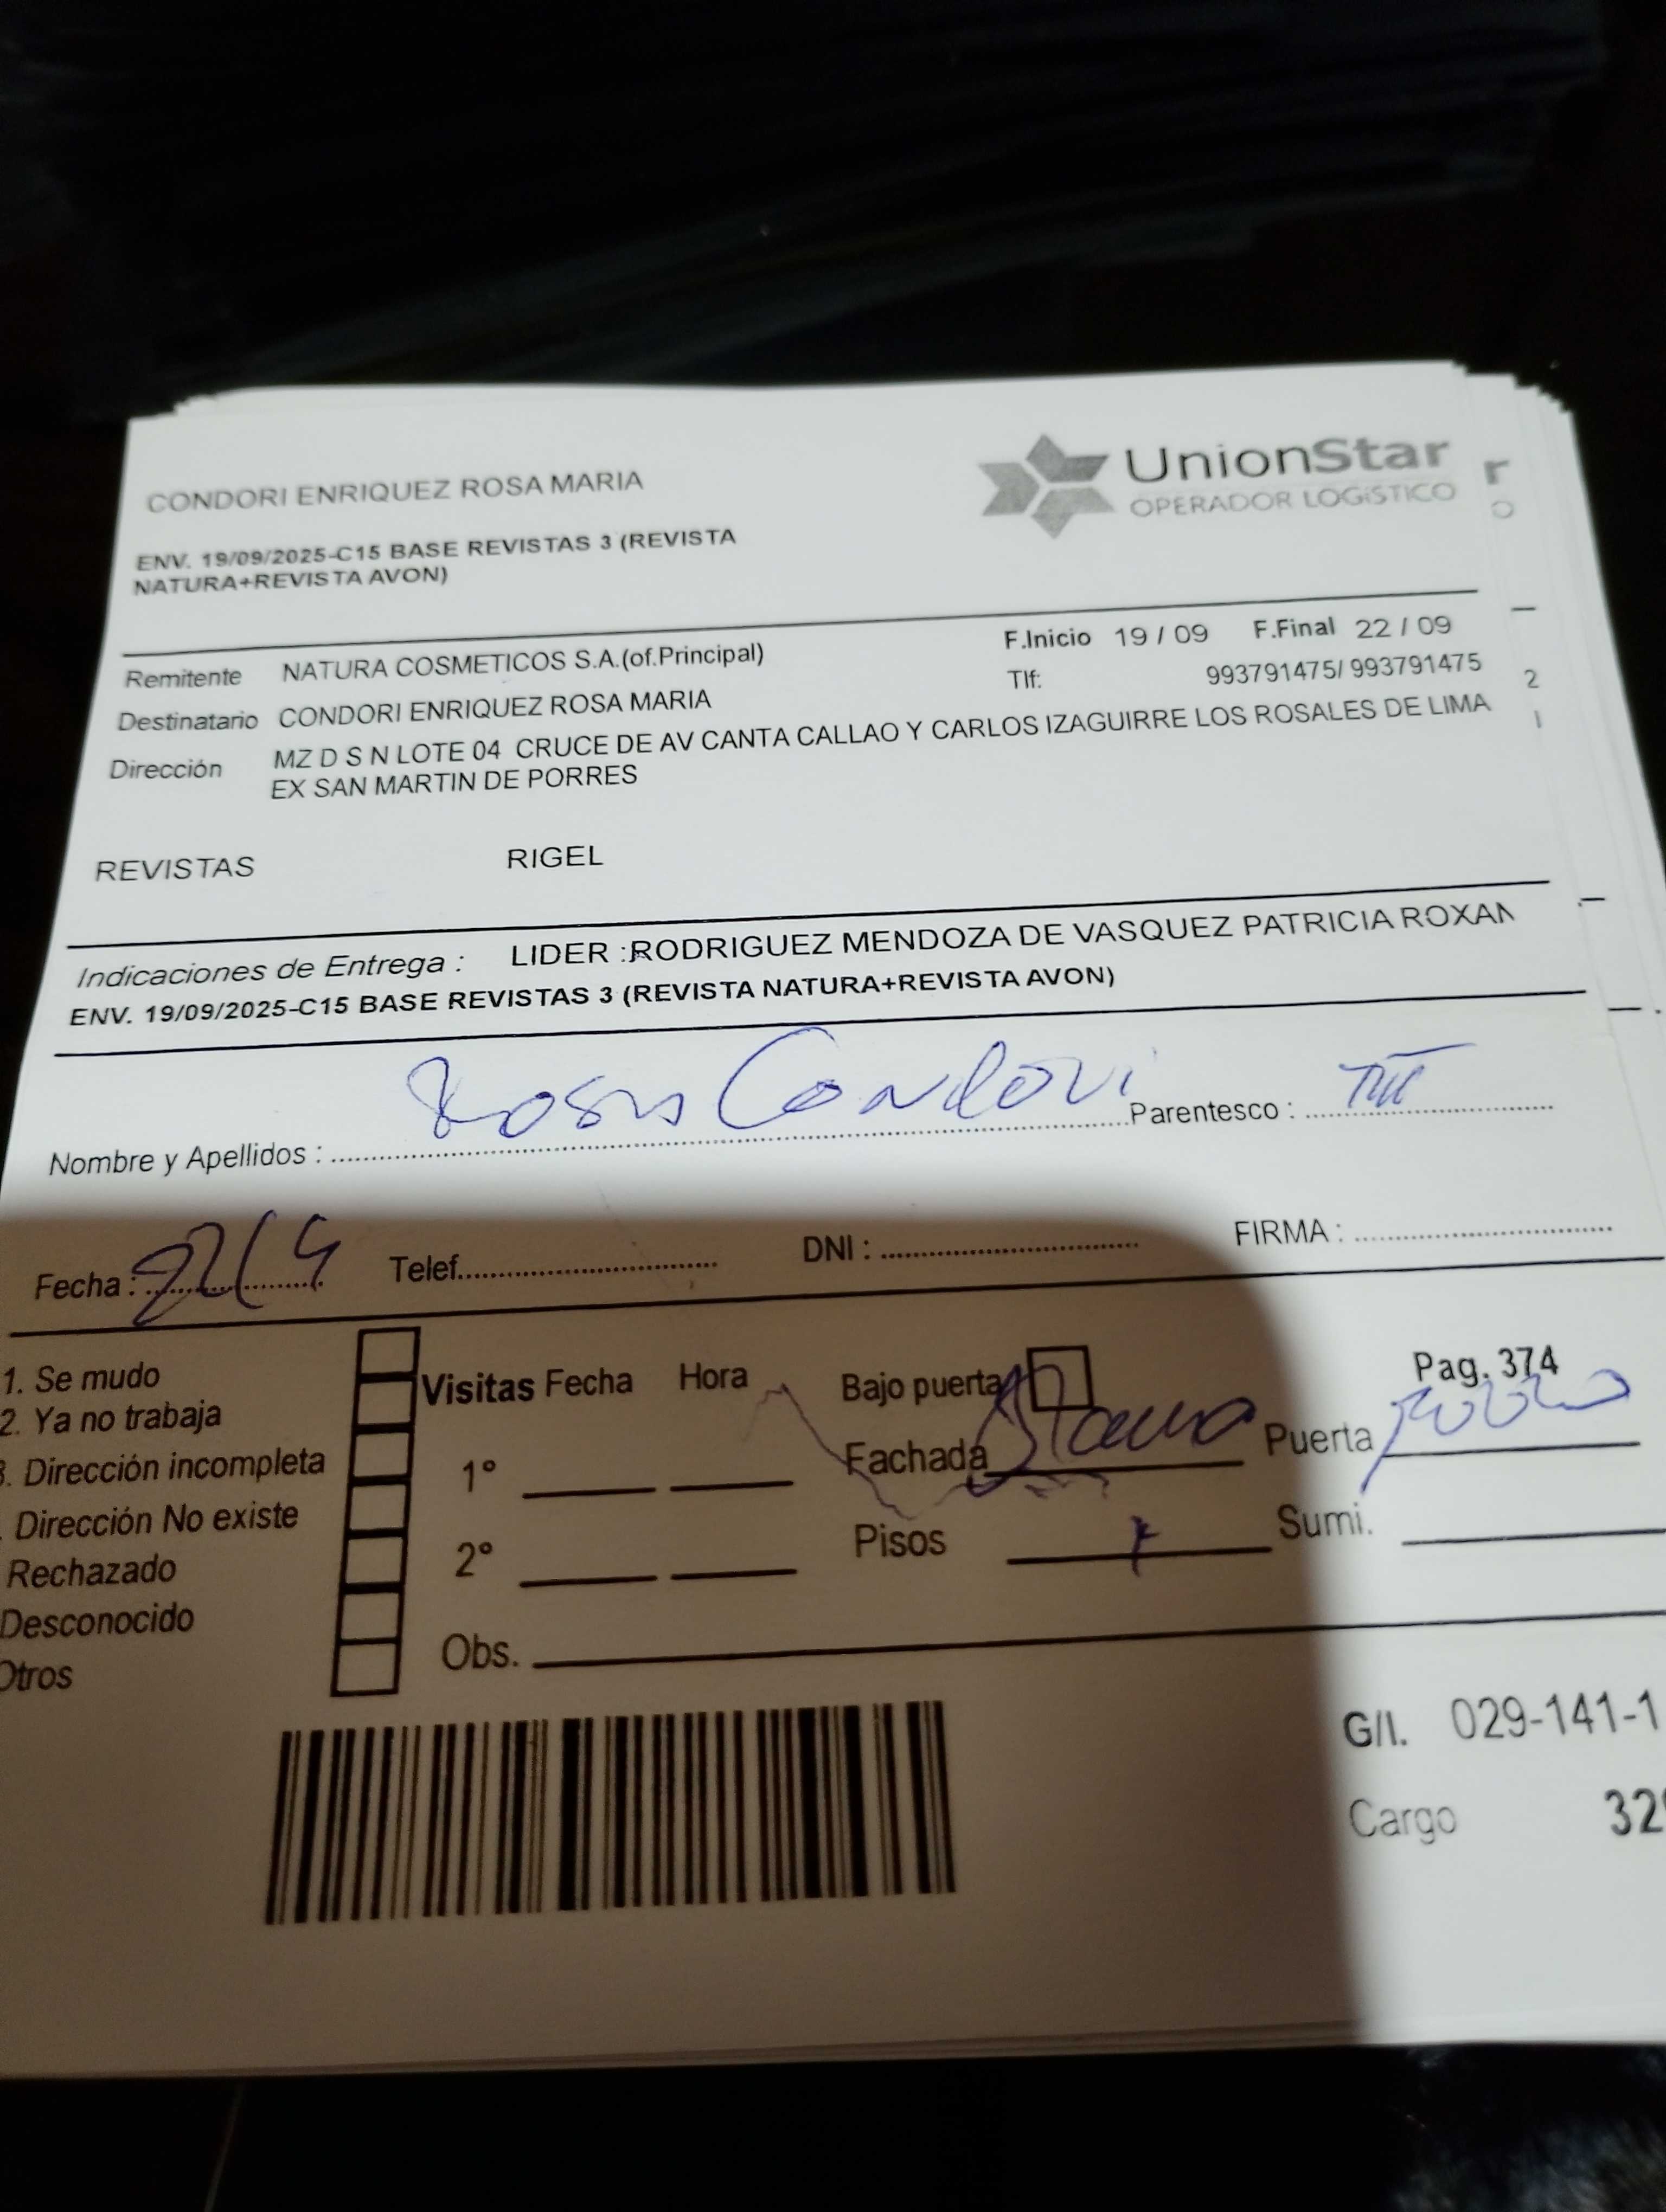 CONDORI ENRIQUEZ ROSA MARIA
UnionStar
OPERADOR LOGíSTICO
ENV. 19/09/2025-C15 BASE REVISTAS 3 (REVISTA
NATURA+REVISTA AVON)
F.Inicio 19 / 09 F.Final 22 / 09
Remitente NATURA COSMETICOS S.A.(of.Principal)
Tlf: 993791475/ 993791475
Destinatario CONDORI ENRIQUEZ ROSA MARIA
Dirección MZ D S N LOTE 04 CRUCE DE AV CANTA CALLAO Y CARLOS IZAGUIRRE LOS ROSALES DE LIMA
EX SAN MARTIN DE PORRES
REVISTAS RIGEL
Indicaciones de Entrega : LIDER :RODRIGUEZ MENDOZA DE VASQUEZ PATRICIA ROXAN
ENV. 19/09/2025-C15 BASE REVISTAS 3 (REVISTA NATURA+REVISTA AVON)
Nombre y Apellidos : Rosa Condori Parentesco : TIT
Fecha : Telef. DNI : FIRMA :
1. Se mudo
2. Ya no trabaja
3. Dirección incompleta
. Dirección No existe
Rechazado
Desconocido
Otros
Visitas Fecha Hora
1°
2°
Obs.
Bajo puerta
Pag. 374
Fachada Puerta
Pisos Sumi.
G/I. 029-141-1
Cargo 32